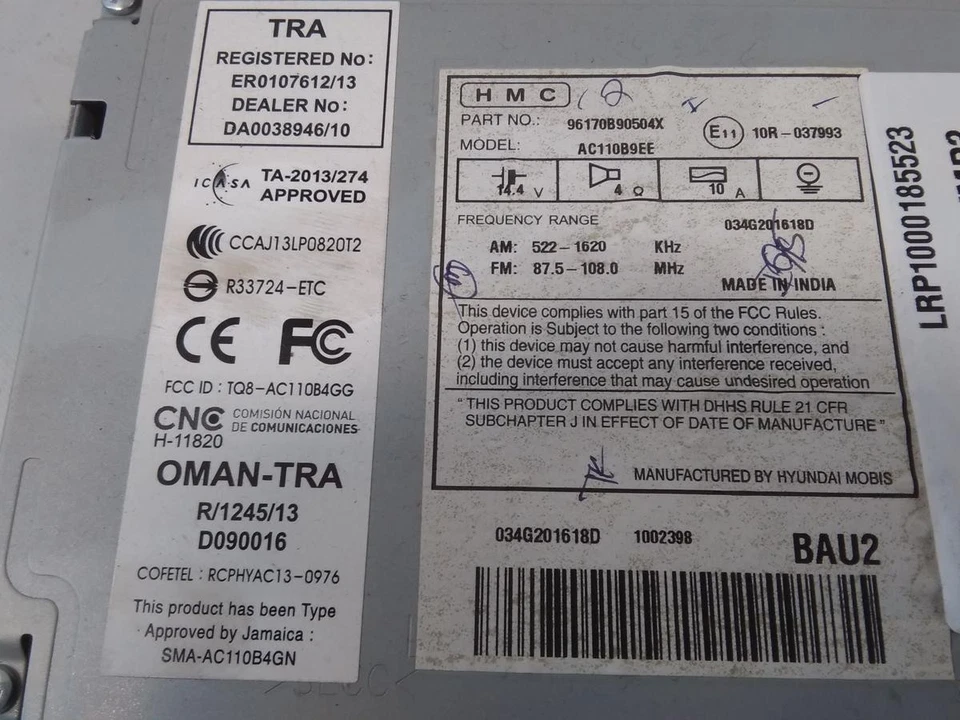 TRA
REGISTERED No:
ER0107612/13
DEALER No:
DA0038946/10
ICASA
TA-2013/274
APPROVED
CCAJ13LP0820T2
R33724-ETC
CE FC
FCC ID : TQ8-AC110B4GG
CNC COMISIÓN NACIONAL
DE COMUNICACIONES
H-11820
OMAN-TRA
R/1245/13
D090016
COFETEL : RCPHYAC13-0976
This product has been Type
Approved by Jamaica :
SMA-AC110B4GN
HMC
PART NO.: 96170B90504X
MODEL: AC110B9EE
E11 10R-037993
14.4 V 4 Ω 10 A
FREQUENCY RANGE
034G201618D
AM: 522-1620 KHz
FM: 87.5-108.0 MHz
MADE IN INDIA
This device complies with part 15 of the FCC Rules.
Operation is Subject to the following two conditions :
(1) this device may not cause harmful interference, and
(2) the device must accept any interference received,
including interference that may cause undesired operation
" THIS PRODUCT COMPLIES WITH DHHS RULE 21 CFR
SUBCHAPTER J IN EFFECT OF DATE OF MANUFACTURE "
MANUFACTURED BY HYUNDAI MOBIS
034G201618D 1002398
BAU2
LRP1000185523